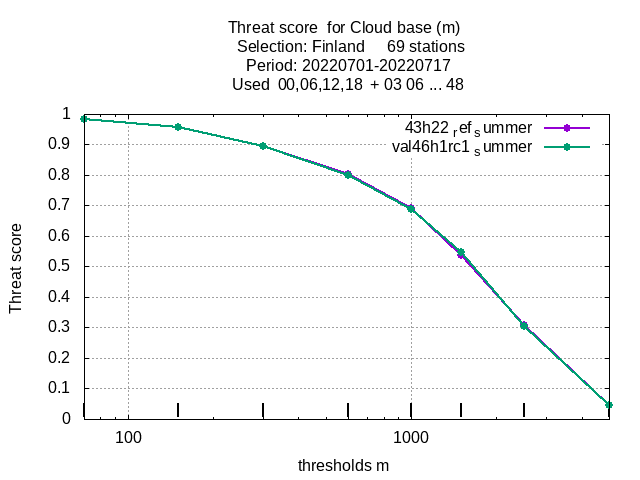 Threat score for Cloud base (m)
Selection: Finland 69 stations
Period: 20220701-20220717
Used 00,06,12,18 + 03 06 ... 48
43h22 ref summer
val46h1rc1 summer
1
0.9
0.8
0.7
0.6
0.5
0.4
0.3
0.2
0.1
0
Threat score
100 1000
thresholds m